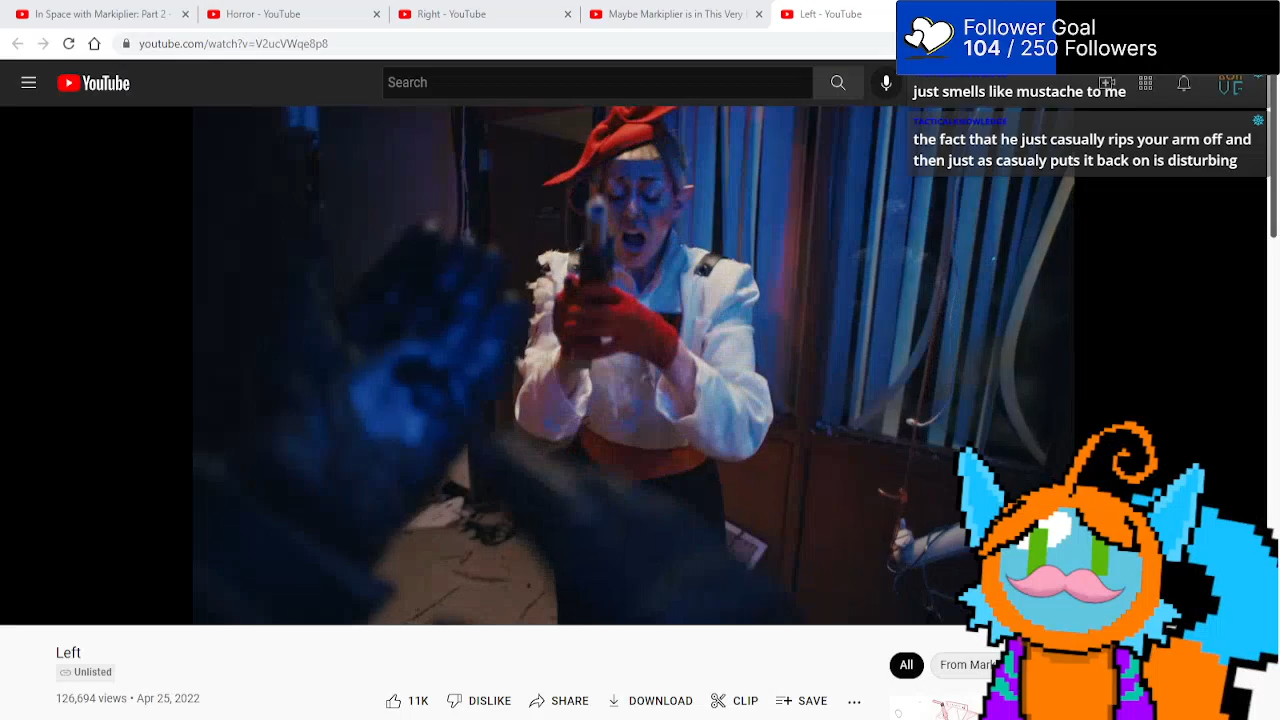 In Space with Markiplier: Part 2 -
Horror - YouTube
Right - YouTube
Maybe Markiplier is in This Very
Left - YouTube
youtube.com/watch?v=V2ucVWqe8p8
Follower Goal
104 / 250 Followers
YouTube
Search
just smells like mustache to me
the fact that he just casually rips your arm off and
then just as casualy puts it back on is disturbing
Left
Unlisted
126,694 views • Apr 25, 2022
DISLIKE
SHARE
DOWNLOAD
CLIP
SAVE
All
From Mark